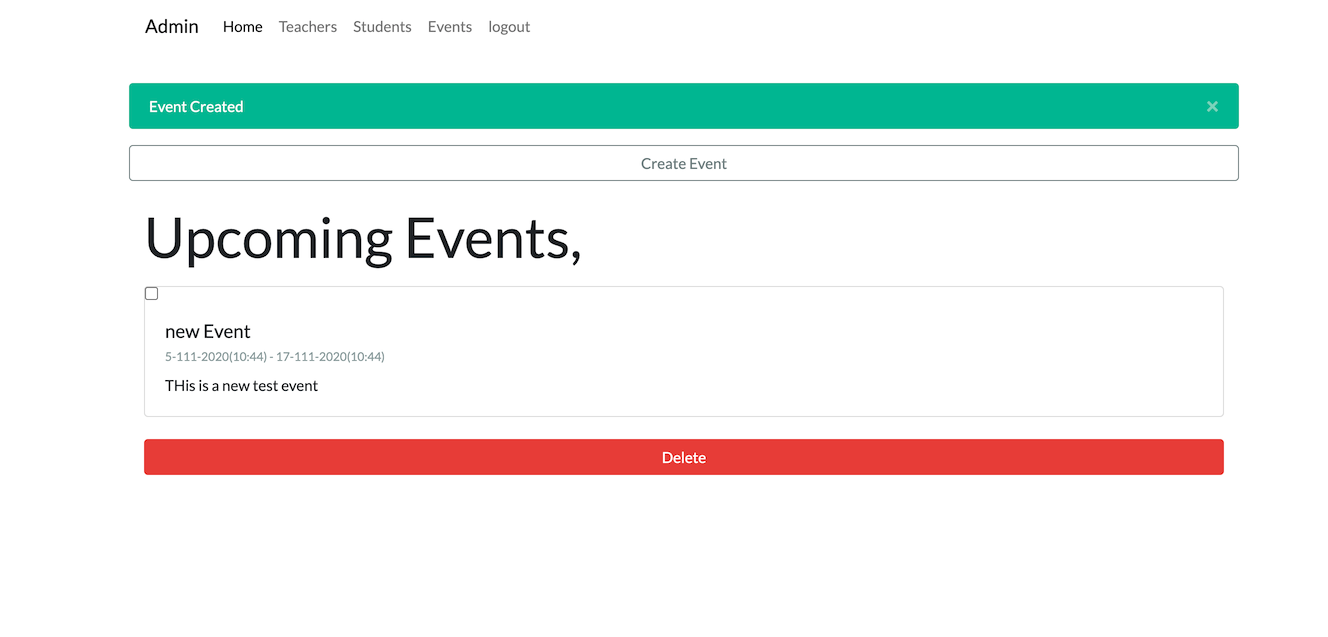 Admin Home Teachers Students Events logout
Event Created ×
Create Event
Upcoming Events,
new Event
5-111-2020(10:44) - 17-111-2020(10:44)
THis is a new test event
Delete